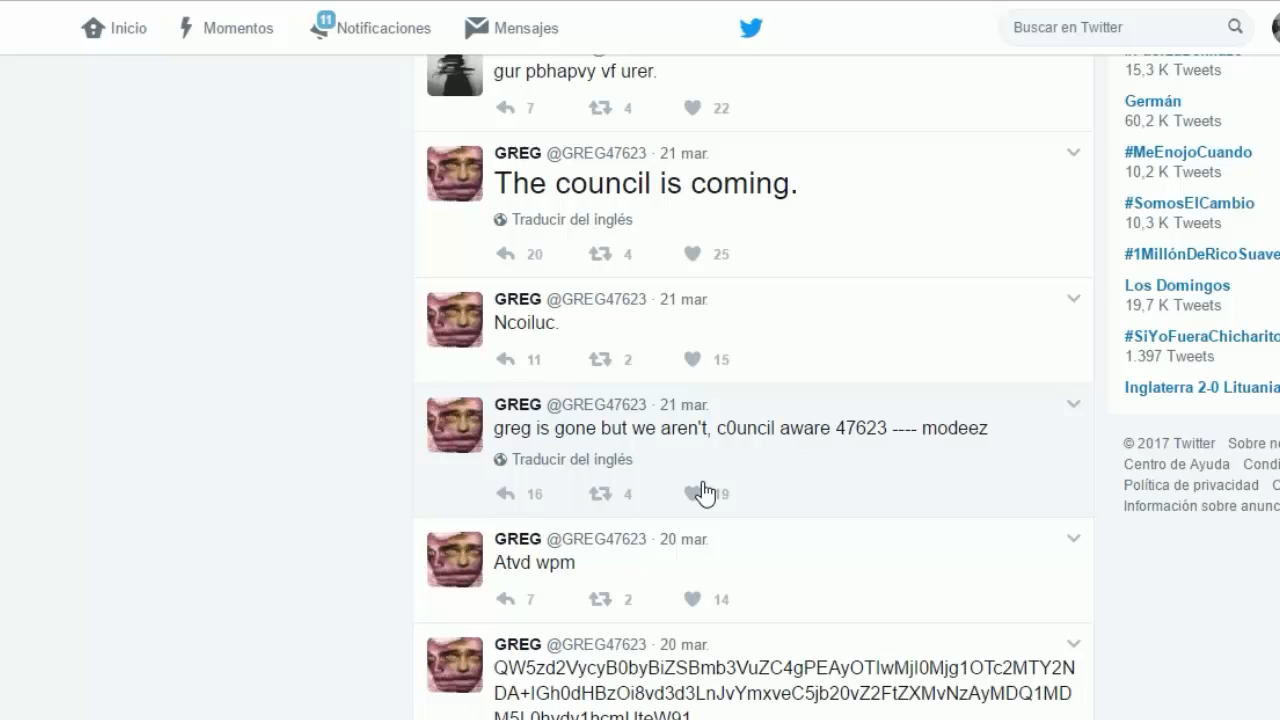 Inicio
Momentos
11
Notificaciones
Mensajes
Buscar en Twitter
gur pbhapvy vf urer.
7 4 22
GREG @GREG47623 · 21 mar.
The council is coming.
Traducir del inglés
20 4 25
GREG @GREG47623 · 21 mar.
Ncoiluc.
11 2 15
GREG @GREG47623 · 21 mar.
greg is gone but we aren't, c0uncil aware 47623 ---- modeez
Traducir del inglés
16 4 19
GREG @GREG47623 · 20 mar.
Atvd wpm
7 2 14
GREG @GREG47623 · 20 mar.
QW5zd2VycyB0byBiZSBmb3VuZC4gPEAyOTIwMjI0Mjg1OTc2MTY2N
DA+IGh0dHBzOi8vd3d3LnJvYmxveC5jb20vZ2FtZXMvNzAyMDQ1MD
15,3 K Tweets
Germán
60,2 K Tweets
#MeEnojoCuando
10,2 K Tweets
#SomosElCambio
10,3 K Tweets
#1MillónDeRicoSuave
Los Domingos
19,7 K Tweets
#SiYoFueraChicharito
1.397 Tweets
Inglaterra 2-0 Lituania
© 2017 Twitter Sobre
Centro de Ayuda
Política de privacidad
Información sobre